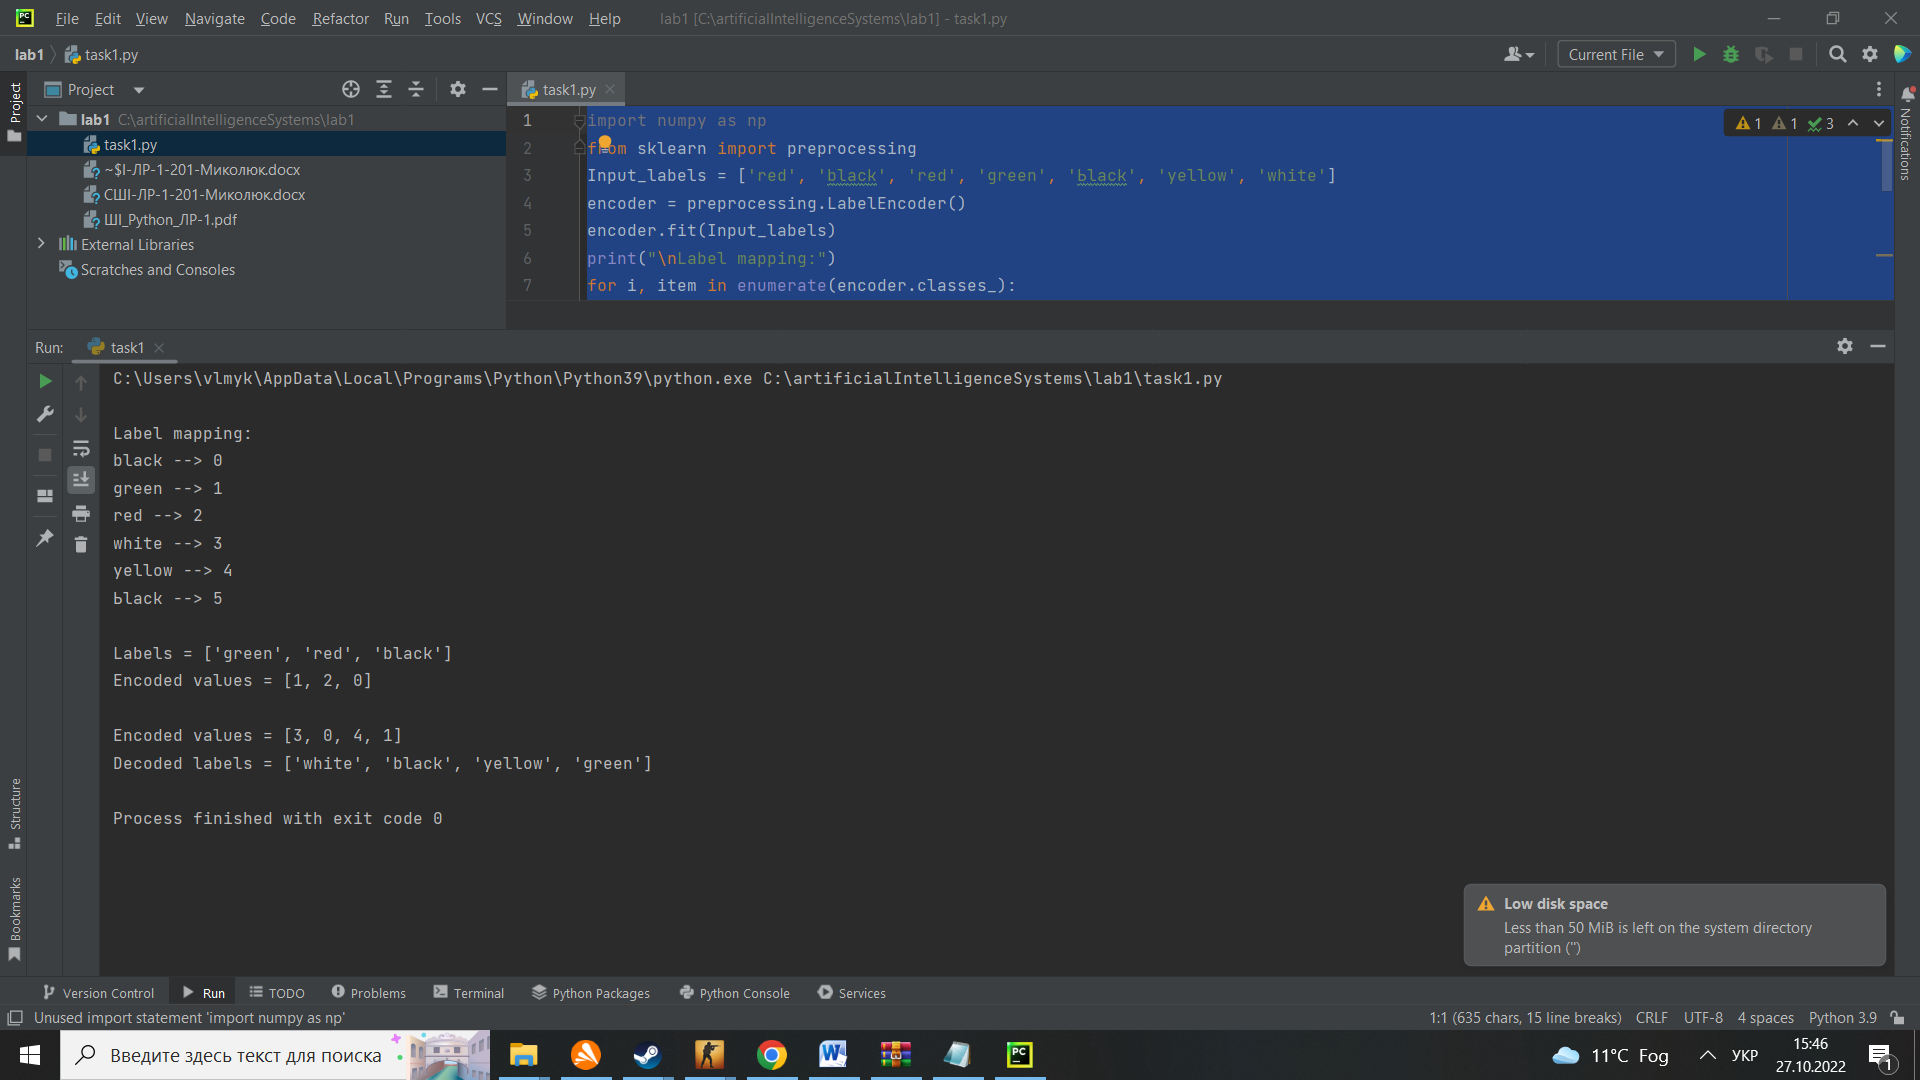 File Edit View Navigate Code Refactor Run Tools VCS Window Help lab1 [C:\artificialIntelligenceSystems\lab1] - task1.py
lab1 task1.py Current File
Project
lab1 C:\artificialIntelligenceSystems\lab1
task1.py
~$І-ЛР-1-201-Миколюк.docx
СШІ-ЛР-1-201-Миколюк.docx
ШІ_Python_ЛР-1.pdf
External Libraries
Scratches and Consoles
Project
Structure
Bookmarks
task1.py
1 import numpy as np
2 from sklearn import preprocessing
3 Input_labels = ['red', 'black', 'red', 'green', 'Ьlack', 'yellow', 'white']
4 encoder = preprocessing.LabelEncoder()
5 encoder.fit(Input_labels)
6 print("\nLabel mapping:")
7 for i, item in enumerate(encoder.classes_):
1 1 3
Notifications
Run: task1
C:\Users\vlmyk\AppData\Local\Programs\Python\Python39\python.exe C:\artificialIntelligenceSystems\lab1\task1.py
Label mapping:
black --> 0
green --> 1
red --> 2
white --> 3
yellow --> 4
Ьlack --> 5
Labels = ['green', 'red', 'black']
Encoded values = [1, 2, 0]
Encoded values = [3, 0, 4, 1]
Decoded labels = ['white', 'black', 'yellow', 'green']
Process finished with exit code 0
Low disk space
Less than 50 MiB is left on the system directory
partition ('')
Version Control Run TODO Problems Terminal Python Packages Python Console Services
Unused import statement 'import numpy as np' 1:1 (635 chars, 15 line breaks) CRLF UTF-8 4 spaces Python 3.9
Введите здесь текст для поиска 11°C Fog УКР 15:46
27.10.2022
1